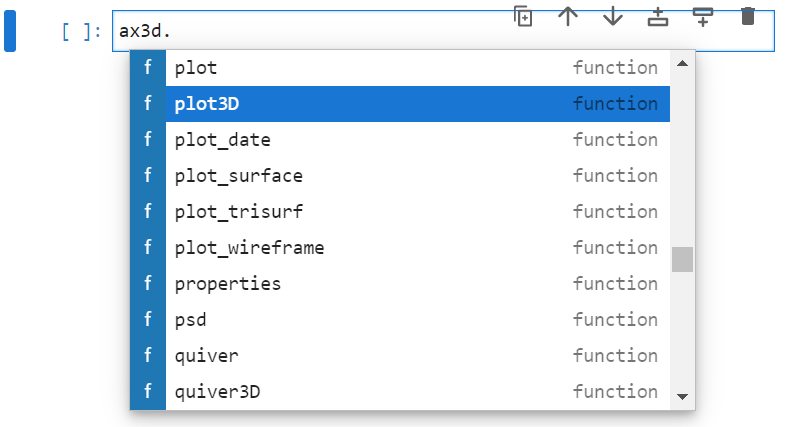 [ ]: ax3d.
f plot function
f plot3D function
f plot_date function
f plot_surface function
f plot_trisurf function
f plot_wireframe function
f properties function
f psd function
f quiver function
f quiver3D function